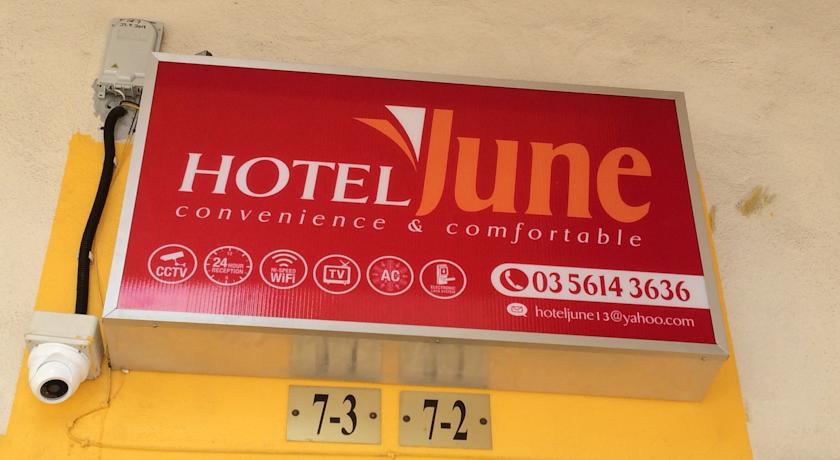 HOTEL June
convenience & comfortable
CCTV
24-HOUR RECEPTION
HI-SPEED WiFi
TV
AC
ELECTRONIC
03 5614 3636
hoteljune13@yahoo.com
7-3 7-2